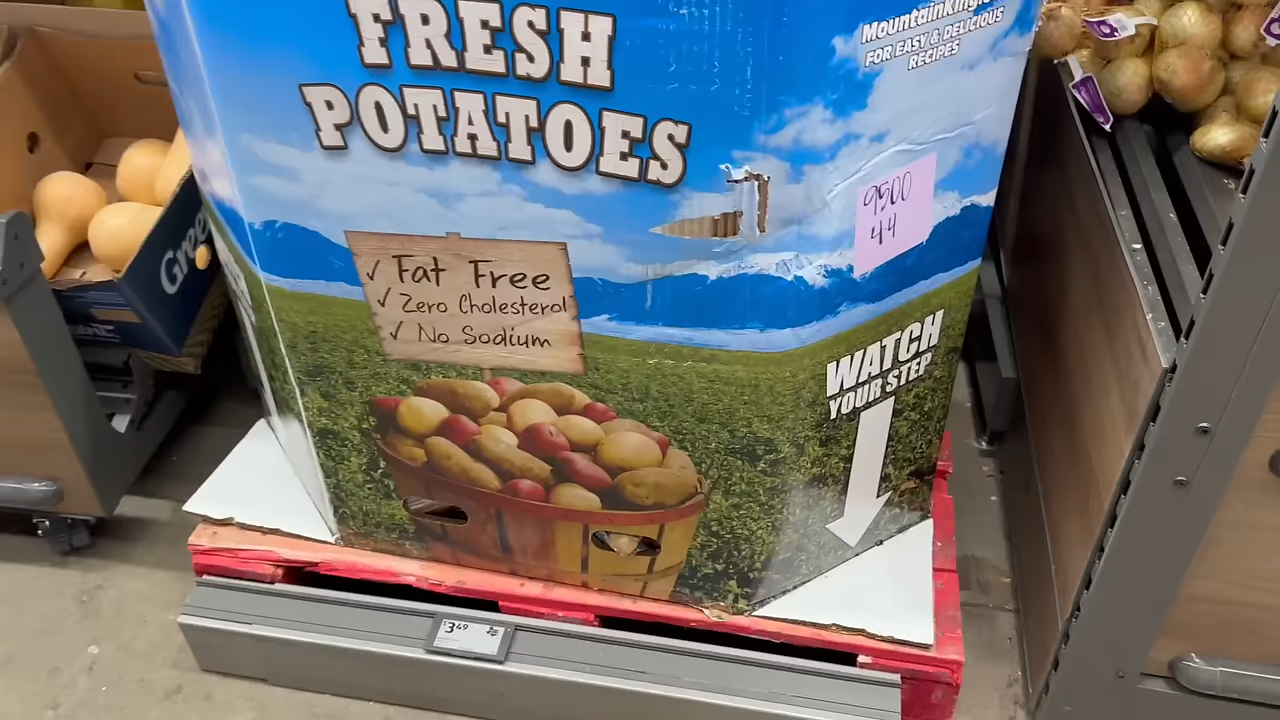 FRESH
POTATOES
MountainKing
FOR EASY & DELICIOUS
RECIPES
9500
44
✓ Fat Free
✓ Zero Cholesterol
✓ No Sodium
WATCH
YOUR STEP
Green
$3.49